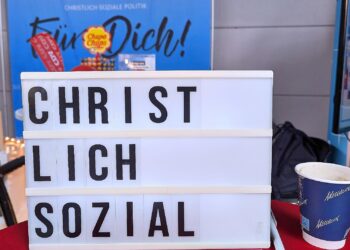 CHRISTLICH SOZIALE POLITIK
Für Dich!
Chupa
Chups
CHRIST
LICH
SOZIAL